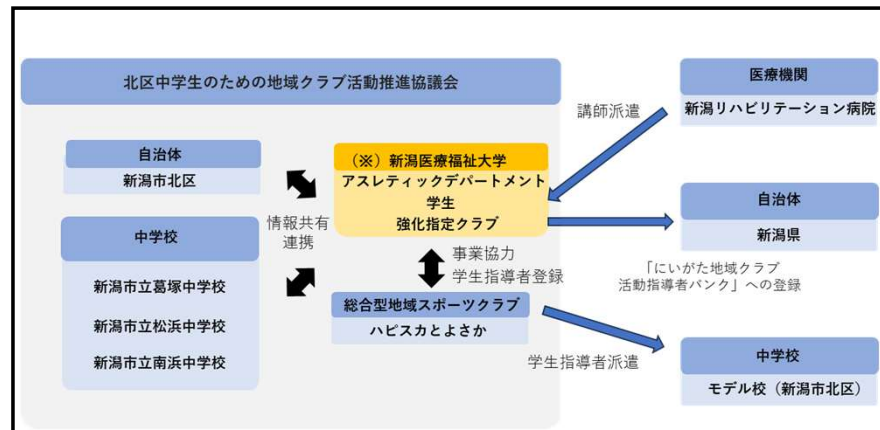 北区中学生のための地域クラブ活動推進協議会
自治体
新潟市北区
中学校
新潟市立葛塚中学校
新潟市立松浜中学校
新潟市立南浜中学校
情報共有
連携
（※）新潟医療福祉大学
アスレティックデパートメント
学生
強化指定クラブ
事業協力
学生指導者登録
総合型地域スポーツクラブ
ハピスカとよさか
講師派遣
医療機関
新潟リハビリテーション病院
自治体
新潟県
「にいがた地域クラブ
活動指導者バンク」への登録
学生指導者派遣
中学校
モデル校（新潟市北区）